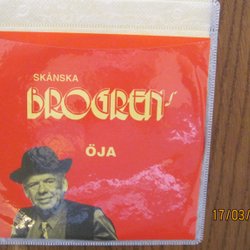 SKÅNSKA
BROGREN^S
ÖJA
17/03/